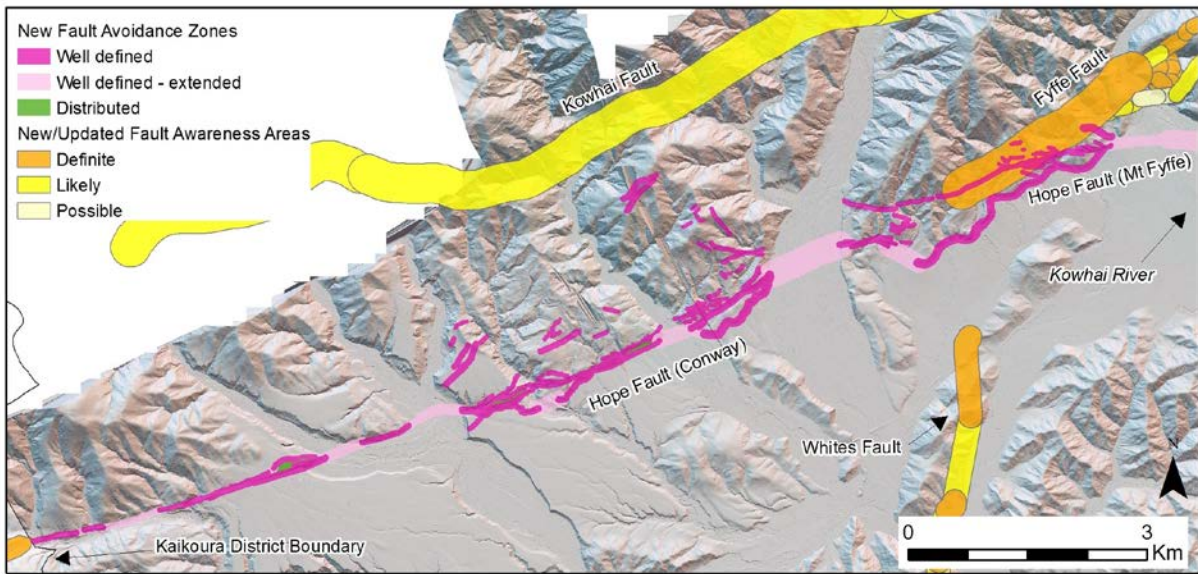 New Fault Avoidance Zones
Well defined
Well defined - extended
Distributed
New/Updated Fault Awareness Areas
Definite
Likely
Possible
Kowhai Fault
Fyffe Fault
Hope Fault (Mt Fyffe)
Kowhai River
Hope Fault (Conway)
Whites Fault
N
Kaikoura District Boundary
0 3
Km